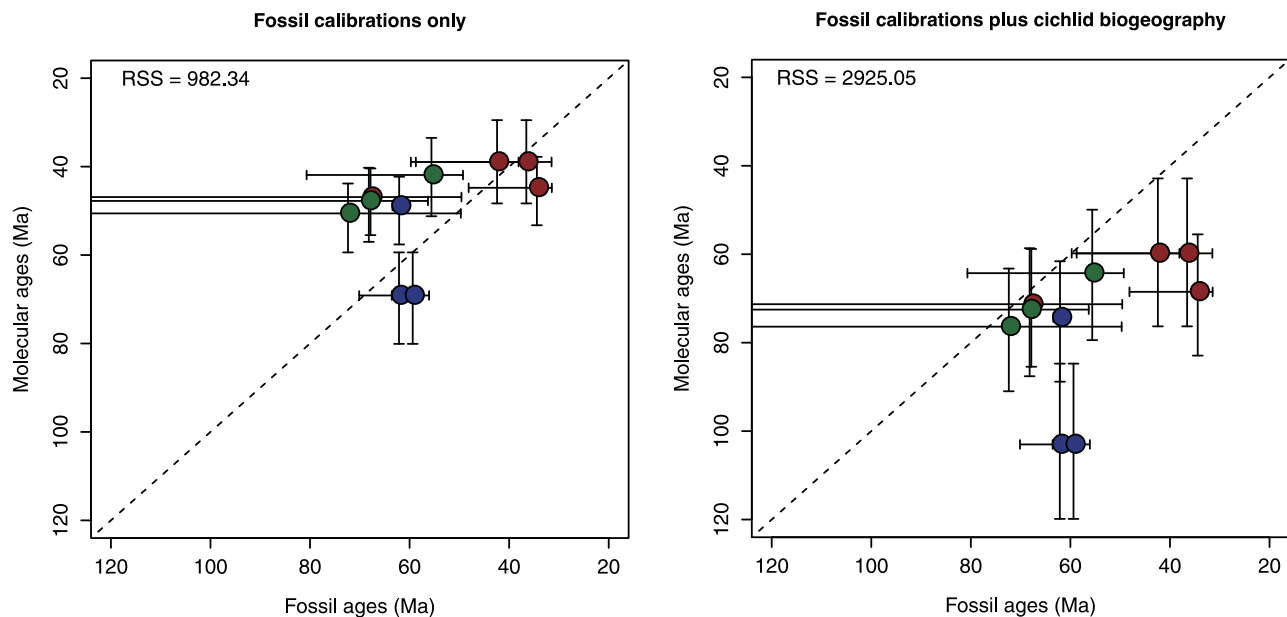 Fossil calibrations only
RSS = 982.34
20
40
60
80
100
120
Molecular ages (Ma)
120 100 80 60 40 20
Fossil ages (Ma)
Fossil calibrations plus cichlid biogeography
RSS = 2925.05
20
40
60
80
100
120
Molecular ages (Ma)
120 100 80 60 40 20
Fossil ages (Ma)